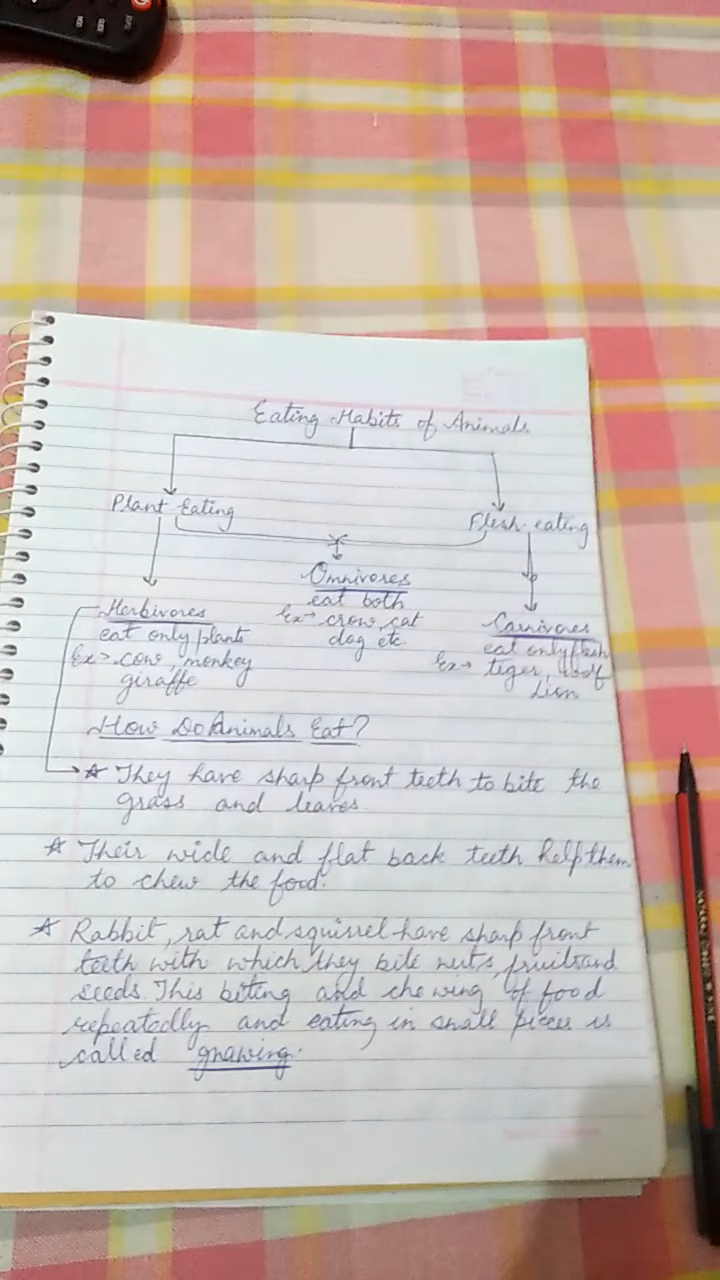 Eating Habits of Animals
Plant Eating
Flesh eating
Omnivores
eat both
Ex→ crow, cat
dog etc.
Herbivores
eat only plants
Ex> cow, monkey
giraffe
Carnivores
eat only flesh
Ex→ teger, woolf
Lion
How Do Animals Eat?
☆ They have sharp front teeth to bite the
grass and leaves.
☆ Their wide and flat back teeth help them
to chew the food.
☆ Rabbit, rat and squirrel have sharp front
teeth with which they bite nuts, fruits and
seeds. This biting and chewing of food
repeatedly and eating in small pieces is
called gnawing.